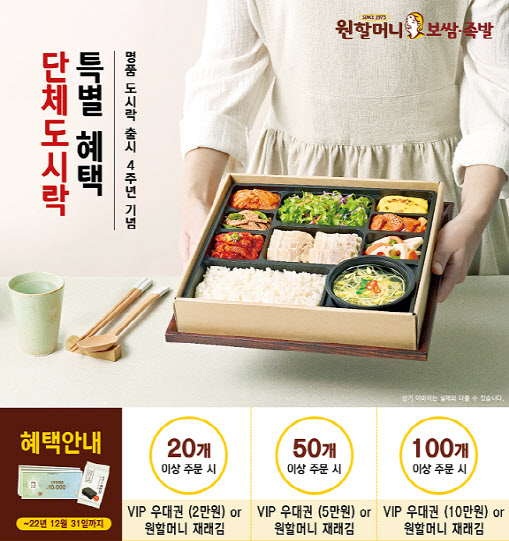 SINCE 1975
원할머니 보쌈·족발
명품 도시락 출시 4주년 기념
특별 혜택
단체도시락
상기 이미지는 실제와 다를 수 있습니다.
혜택안내
10,000
~22년 12월 31일까지
20개
이상 주문 시
VIP 우대권 (2만원) or
원할머니 재래김
50개
이상 주문 시
VIP 우대권 (5만원) or
원할머니 재래김
100개
이상 주문 시
VIP 우대권 (10만원) or
원할머니 재래김